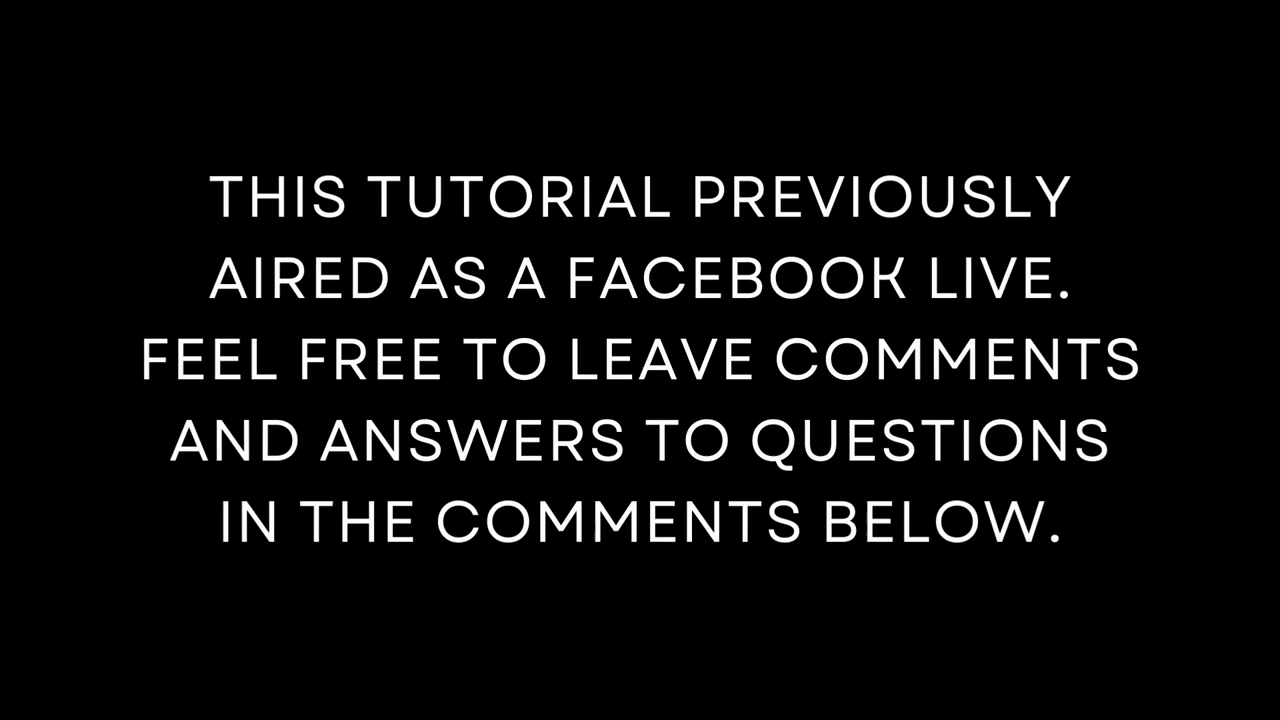 THIS TUTORIAL PREVIOUSLY
AIRED AS A FACEBOOK LIVE.
FEEL FREE TO LEAVE COMMENTS
AND ANSWERS TO QUESTIONS
IN THE COMMENTS BELOW.